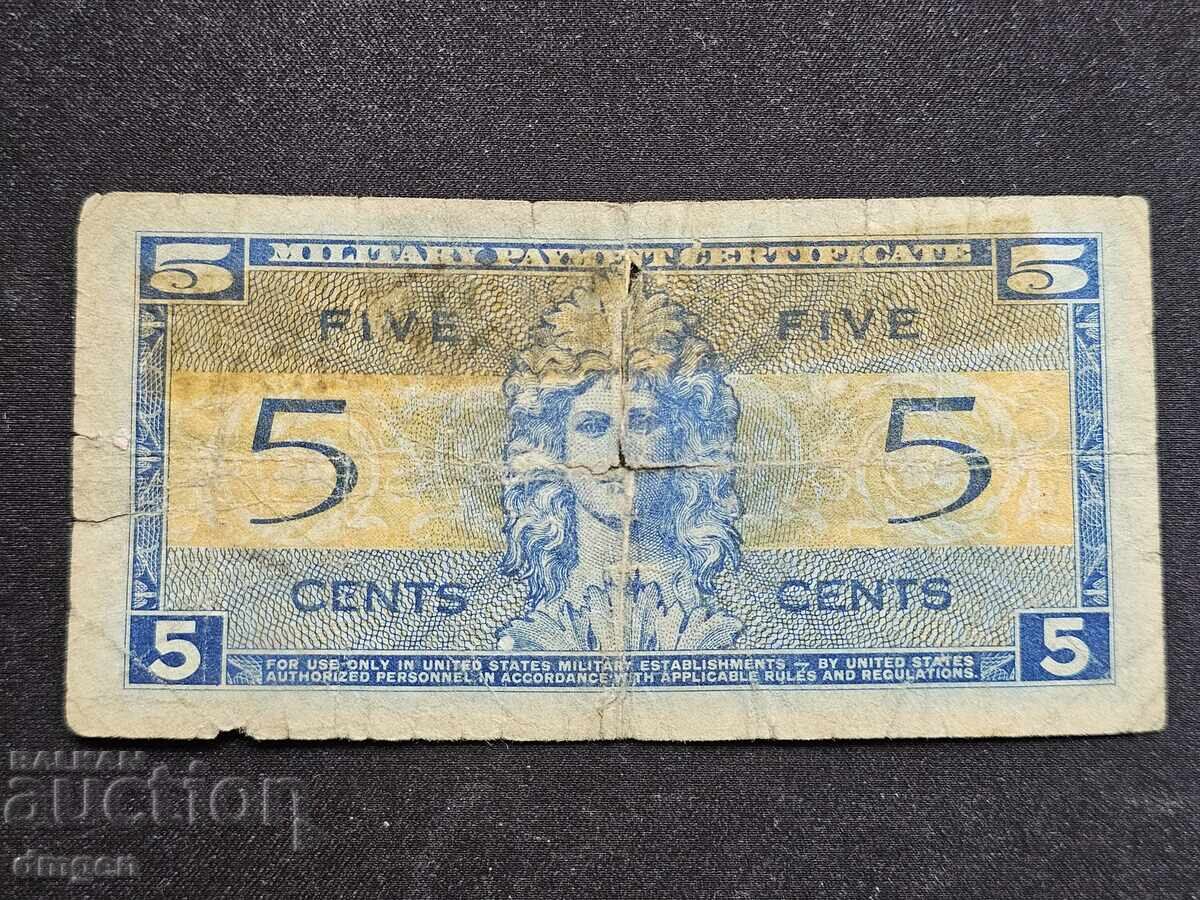 5 MILITARY PAYMENT CERTIFICATE 5
FIVE FIVE
5 5
CENTS CENTS
5 5
FOR USE ONLY IN UNITED STATES MILITARY ESTABLISHMENTS - BY UNITED STATES
AUTHORIZED PERSONNEL IN ACCORDANCE WITH APPLICABLE RULES AND REGULATIONS.
BALKAN
auction
dmgen